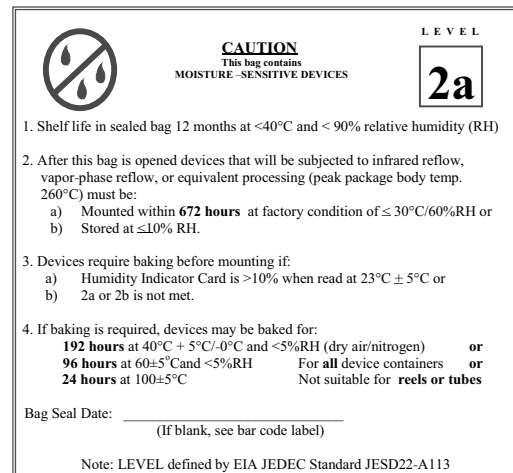 LEVEL
CAUTION
This bag contains
MOISTURE –SENSITIVE DEVICES
2a
1. Shelf life in sealed bag 12 months at <40°C and < 90% relative humidity (RH)
2. After this bag is opened devices that will be subjected to infrared reflow,
vapor-phase reflow, or equivalent processing (peak package body temp.
260°C) must be:
a) Mounted within 672 hours at factory condition of ≤ 30°C/60%RH or
b) Stored at ≤10% RH.
3. Devices require baking before mounting if:
a) Humidity Indicator Card is >10% when read at 23°C ± 5°C or
b) 2a or 2b is not met.
4. If baking is required, devices may be baked for:
192 hours at 40°C + 5°C/-0°C and <5%RH (dry air/nitrogen) or
96 hours at 60±5°Cand <5%RH For all device containers or
24 hours at 100±5°C Not suitable for reels or tubes
Bag Seal Date: ______________________________
(If blank, see bar code label)
Note: LEVEL defined by EIA JEDEC Standard JESD22-A113